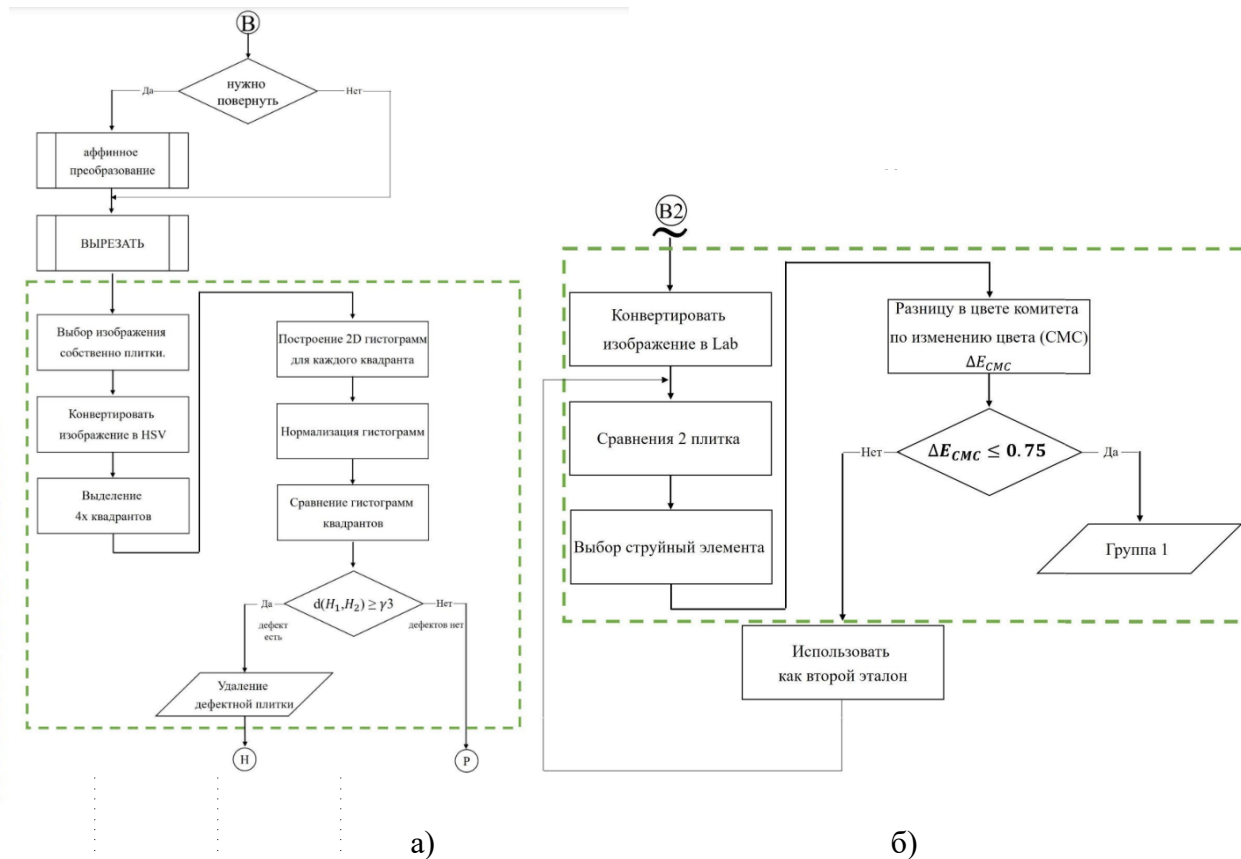 B
нужно
повернуть
Да
Нет
аффинное
преобразование
ВЫРЕЗАТЬ
Выбор изображения
собственно плитки.
Конвертировать
изображение в HSV
Выделение
4х квадрантов
Построение 2D гистограмм
для каждого квадранта
Нормализация гистограмм
Сравнение гистограмм
квадрантов
d(H₁,H₂) ≥ γ3
Да
дефект
есть
Нет
дефектов нет
Удаление
дефектной плитки
H
P
а)
B2
Конвертировать
изображение в Lab
Сравнения 2 плитка
Выбор струйный элемента
Разницу в цвете комитета
по изменению цвета (CMC)
ΔE_CMC
ΔE_CMC ≤ 0.75
Нет
Да
Группа 1
Использовать
как второй эталон
б)